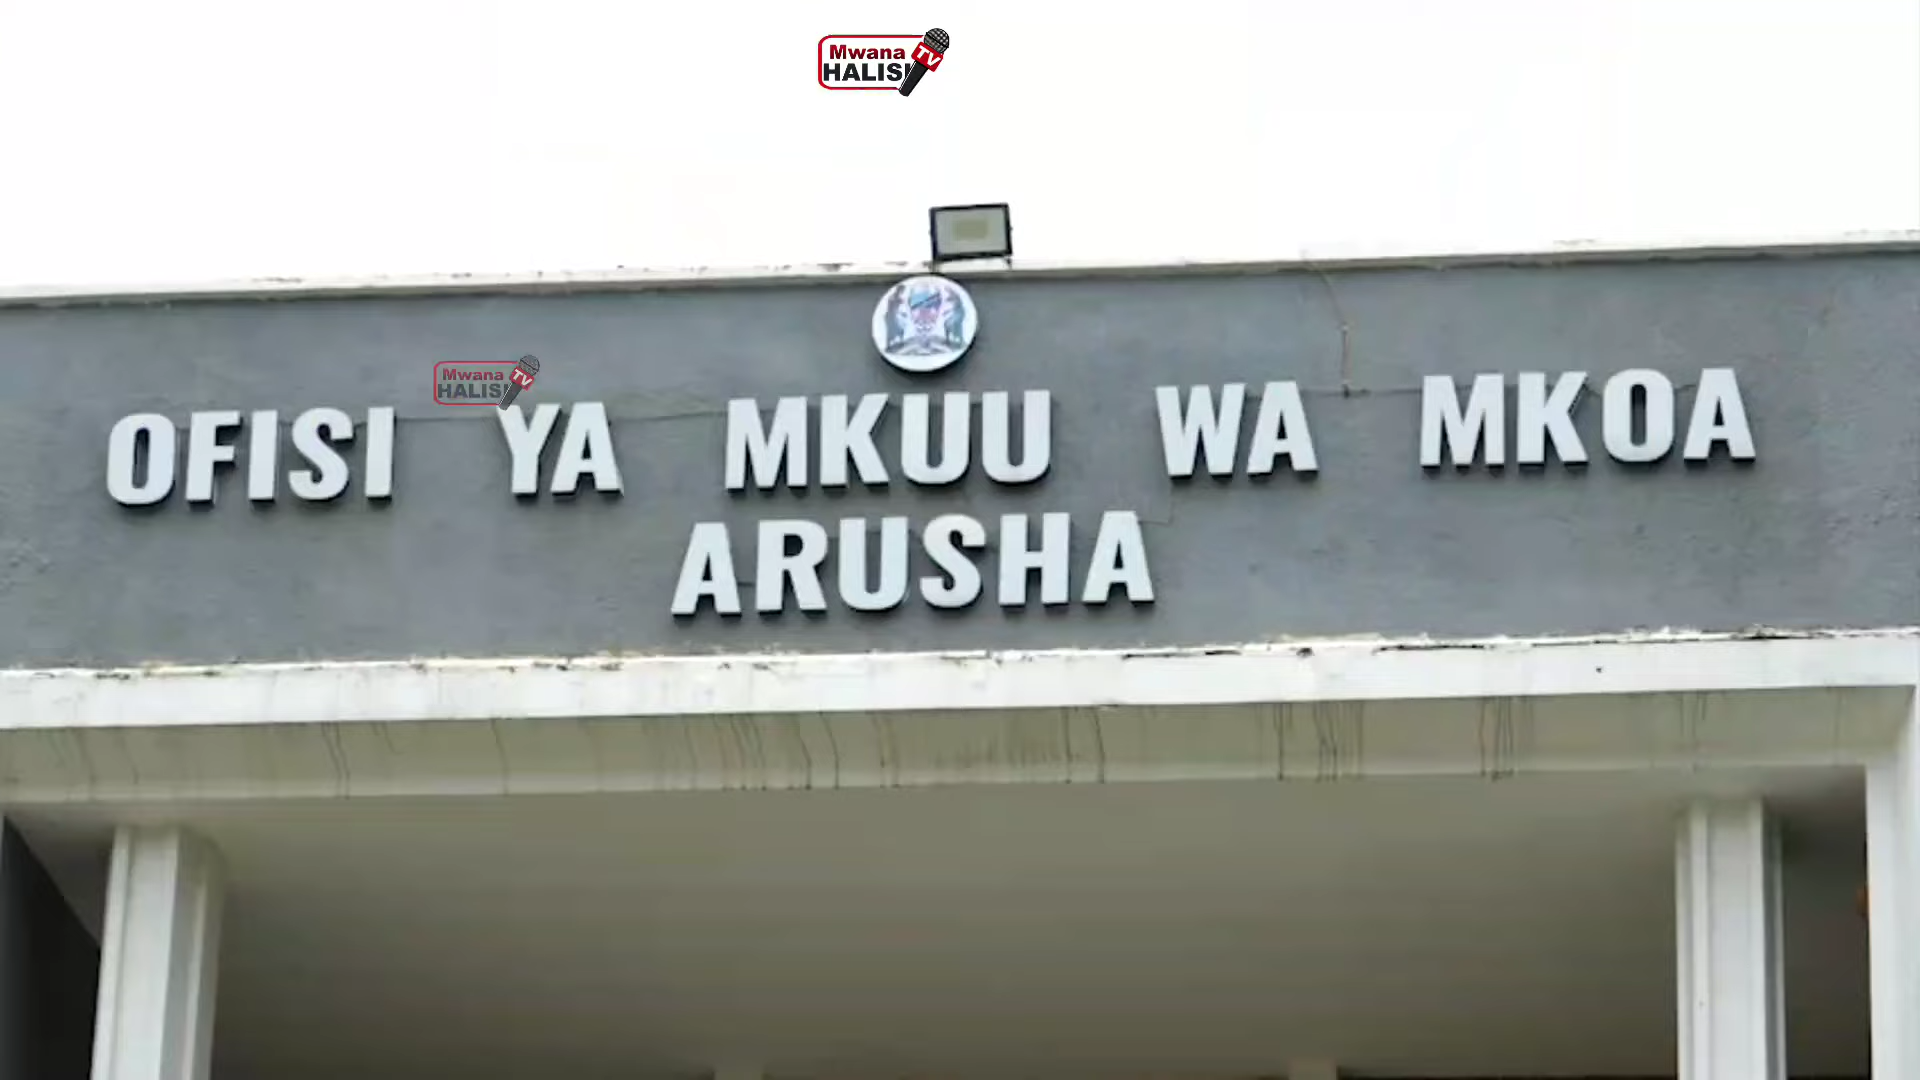 Mwana
HALISI TV
Mwana
HALISI TV
OFISI YA MKUU WA MKOA
ARUSHA